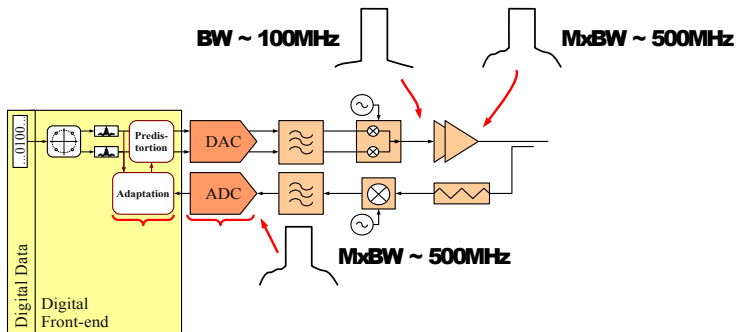 BW ~ 100MHz
MxBW ~ 500MHz
...0100...
Predis-
tortion
DAC
Adaptation
ADC
MxBW ~ 500MHz
Digital Data
Digital
Front-end